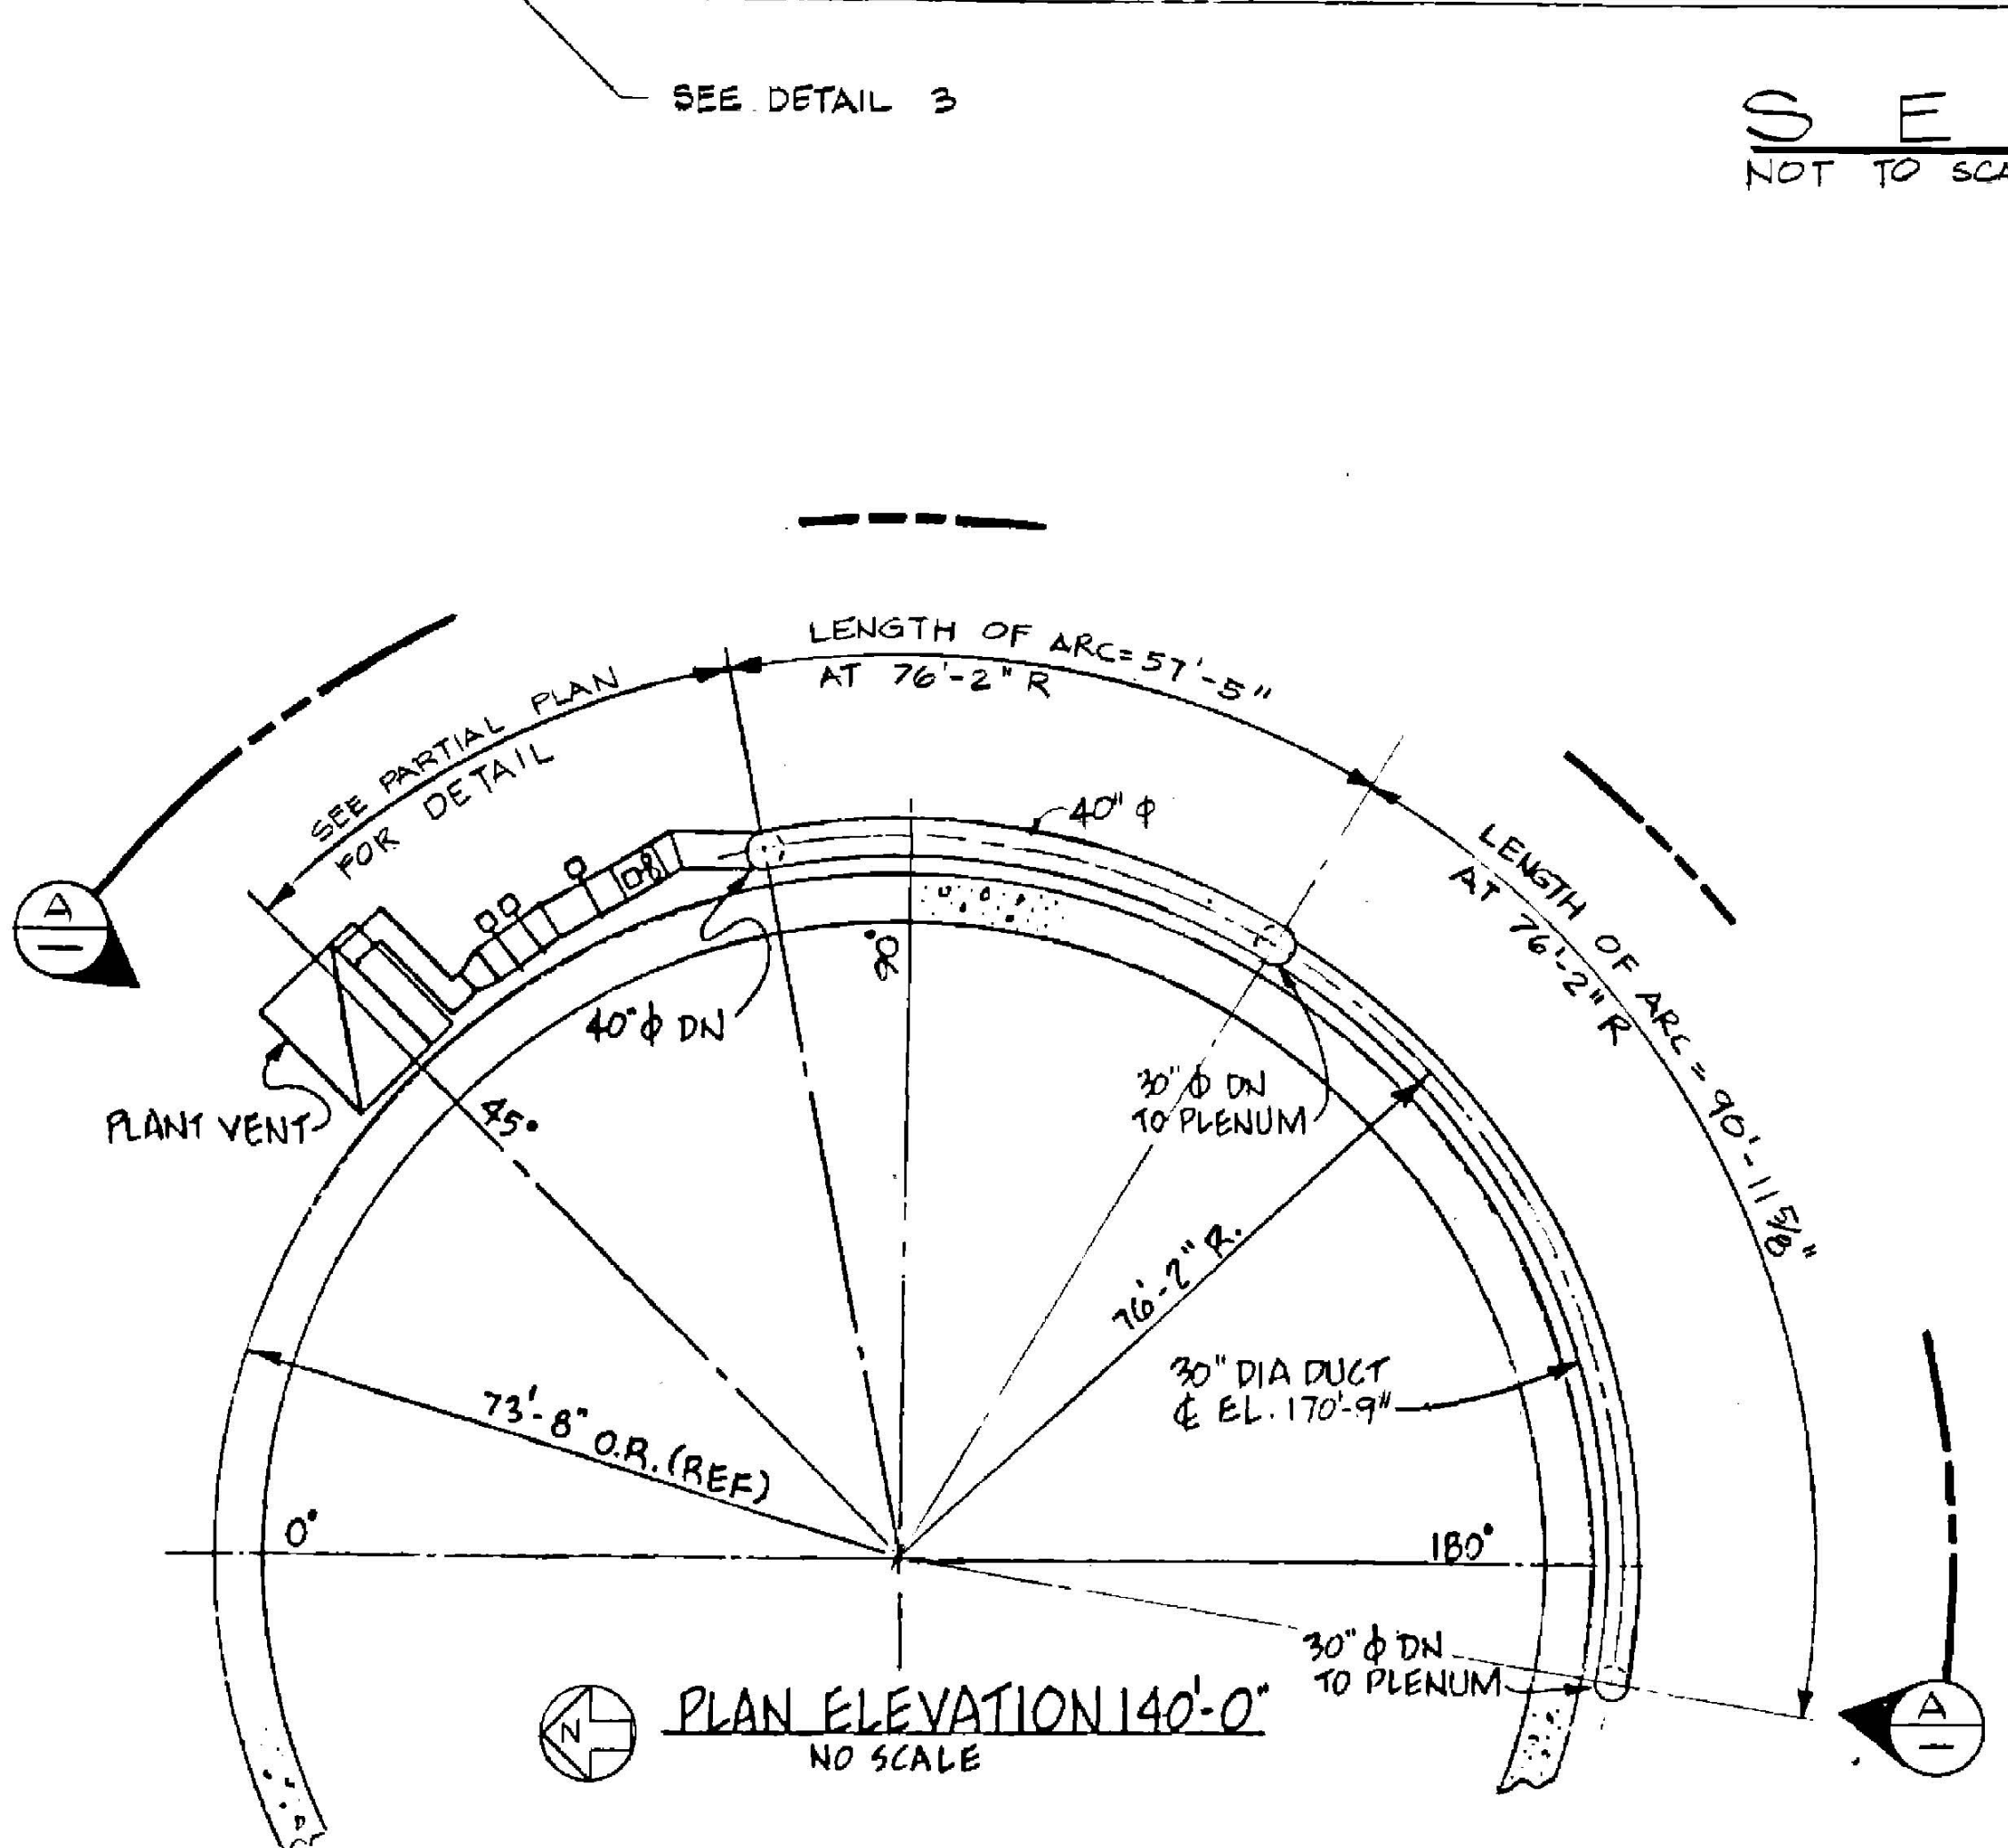 SEE DETAIL 3
S E
NOT TO SCA
LENGTH OF ARC = 57'-5"
AT 76'-2" R
SEE PARTIAL PLAN
FOR DETAIL
40" φ
LENGTH OF ARC = 90'-11 5/8"
AT 76'-2" R
A
90°
40" φ DN
30" φ DN
TO PLENUM
PLANT VENT
45°
76'-2" R.
30" DIA DUCT
℄ EL. 170'-9"
73'-8" O.R. (REF)
0°
180°
30" φ DN
TO PLENUM
N
PLAN ELEVATION 140'-0"
NO SCALE
A